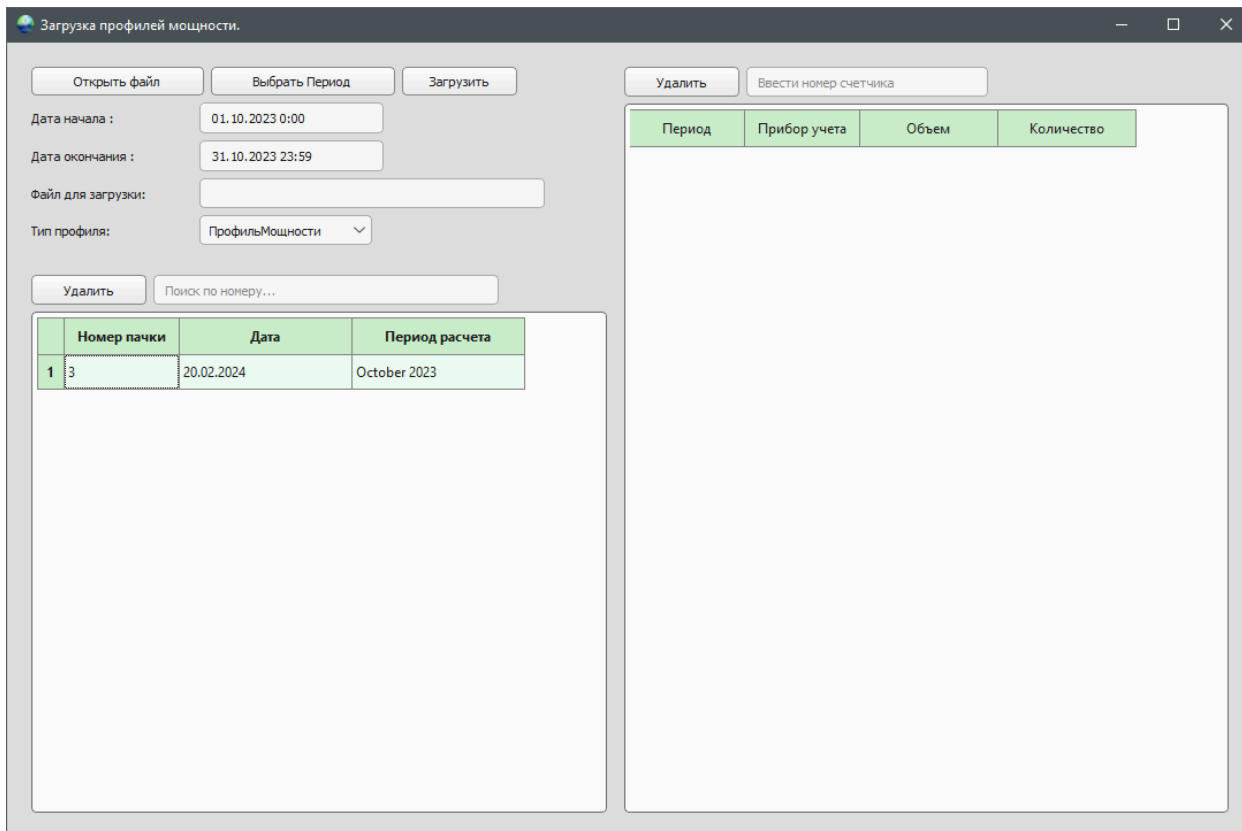 Загрузка профилей мощности.
Открыть файл Выбрать Период Загрузить
Дата начала : 01.10.2023 0:00
Дата окончания : 31.10.2023 23:59
Файл для загрузки:
Тип профиля: ПрофильМощности
Удалить Поиск по номеру...
Номер пачки Дата Период расчета
1 3 20.02.2024 October 2023
Удалить Ввести номер счетчика
Период Прибор учета Объем Количество